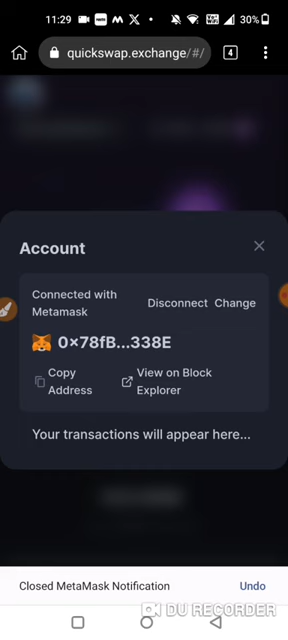 11:29
30%
quickswap.exchange/#/
4
Account
Connected with
Metamask
Disconnect Change
0x78fB...338E
Copy
Address
View on Block
Explorer
Your transactions will appear here...
Closed MetaMask Notification
Undo
DU RECORDER